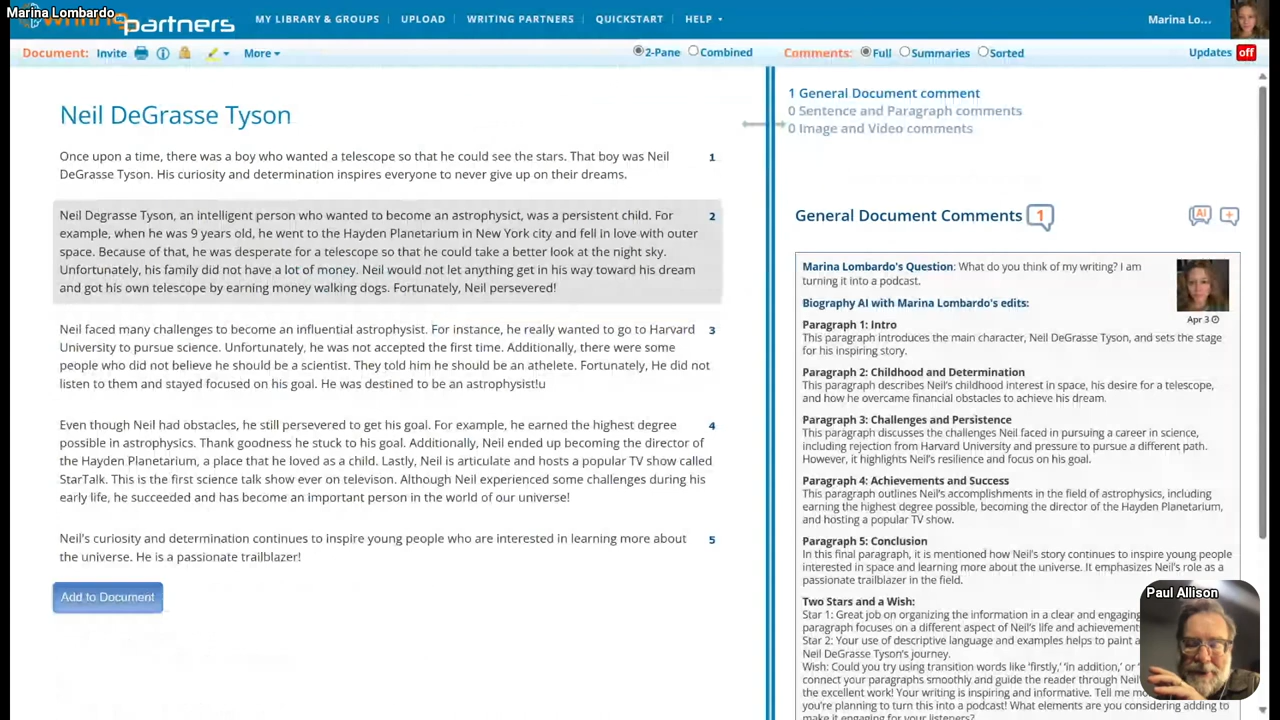 Marina Lombardo
writing partners
MY LIBRARY & GROUPS UPLOAD WRITING PARTNERS QUICKSTART HELP
Marina Lo...
Document: Invite More 2-Pane Combined
Comments: Full Summaries Sorted Updates off
Neil DeGrasse Tyson
Once upon a time, there was a boy who wanted a telescope so that he could see the stars. That boy was Neil 1
DeGrasse Tyson. His curiosity and determination inspires everyone to never give up on their dreams.
Neil Degrasse Tyson, an intelligent person who wanted to become an astrophysict, was a persistent child. For 2
example, when he was 9 years old, he went to the Hayden Planetarium in New York city and fell in love with outer
space. Because of that, he was desperate for a telescope so that he could take a better look at the night sky.
Unfortunately, his family did not have a lot of money. Neil would not let anything get in his way toward his dream
and got his own telescope by earning money walking dogs. Fortunately, Neil persevered!
Neil faced many challenges to become an influential astrophysist. For instance, he really wanted to go to Harvard 3
University to pursue science. Unfortunately, he was not accepted the first time. Additionally, there were some
people who did not believe he should be a scientist. They told him he should be an athelete. Fortunately, He did not
listen to them and stayed focused on his goal. He was destined to be an astrophysist!u
Even though Neil had obstacles, he still persevered to get his goal. For example, he earned the highest degree 4
possible in astrophysics. Thank goodness he stuck to his goal. Additionally, Neil ended up becoming the director of
the Hayden Planetarium, a place that he loved as a child. Lastly, Neil is articulate and hosts a popular TV show called
StarTalk. This is the first science talk show ever on televison. Although Neil experienced some challenges during his
early life, he succeeded and has become an important person in the world of our universe!
Neil's curiosity and determination continues to inspire young people who are interested in learning more about 5
the universe. He is a passionate trailblazer!
Add to Document
1 General Document comment
0 Sentence and Paragraph comments
0 Image and Video comments
General Document Comments 1 AI +
Marina Lombardo's Question: What do you think of my writing? I am
turning it into a podcast.
Apr 3
Biography AI with Marina Lombardo's edits:
Paragraph 1: Intro
This paragraph introduces the main character, Neil DeGrasse Tyson, and sets the stage
for his inspiring story.
Paragraph 2: Childhood and Determination
This paragraph describes Neil's childhood interest in space, his desire for a telescope,
and how he overcame financial obstacles to achieve his dream.
Paragraph 3: Challenges and Persistence
This paragraph discusses the challenges Neil faced in pursuing a career in science,
including rejection from Harvard University and pressure to pursue a different path.
However, it highlights Neil's resilience and focus on his goal.
Paragraph 4: Achievements and Success
This paragraph outlines Neil's accomplishments in the field of astrophysics, including
earning the highest degree possible, becoming the director of the Hayden Planetarium,
and hosting a popular TV show.
Paragraph 5: Conclusion
In this final paragraph, it is mentioned how Neil's story continues to inspire young people
interested in space and learning more about the universe. It emphasizes Neil's role as a
passionate trailblazer in the field.
Two Stars and a Wish:
Star 1: Great job on organizing the information in a clear and engaging
paragraph focuses on a different aspect of Neil's life and achievements
Star 2: Your use of descriptive language and examples helps to paint a
Neil DeGrasse Tyson's journey.
Wish: Could you try using transition words like 'firstly,' 'in addition,' or
connect your paragraphs smoothly and guide the reader through Neil
the excellent work! Your writing is inspiring and informative. Tell me
you're planning to turn this into a podcast! What elements are you considering adding to
make it engaging for your listeners?
Paul Allison